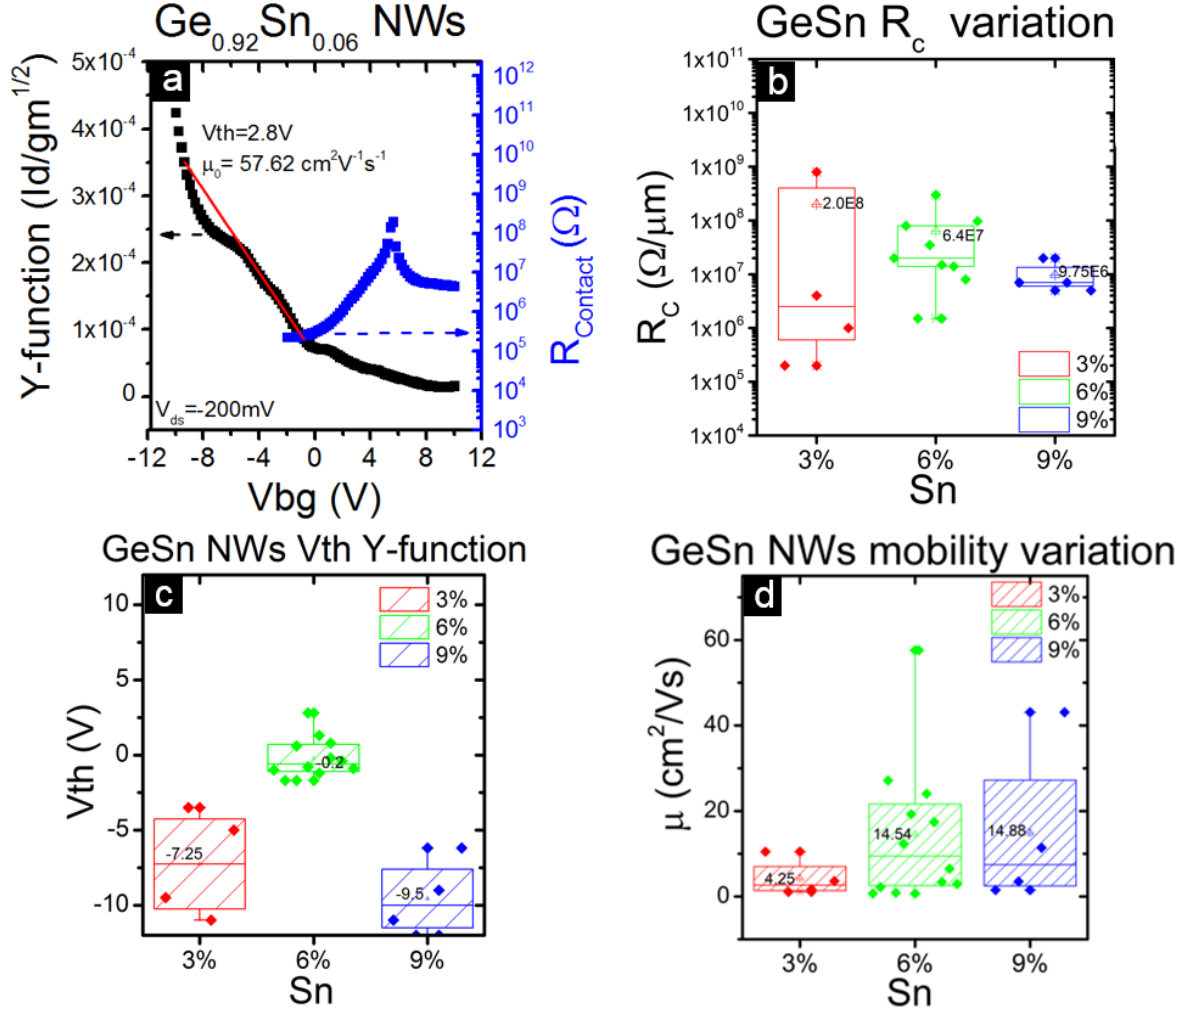 Ge0.92Sn0.06 NWs
a
5x10-4
4x10-4
3x10-4
2x10-4
1x10-4
0
Y-function (Id/gm1/2)
Vth=2.8V
μ0= 57.62 cm2V-1s-1
Vds=-200mV
1012
1011
1010
109
108
107
106
105
104
103
RContact (Ω)
-12 -8 -4 0 4 8 12
Vbg (V)
GeSn Rc variation
b
1x1011
1x1010
1x109
1x108
1x107
1x106
1x105
1x104
RC (Ω/μm)
2.0E8
6.4E7
9.75E6
3%
6%
9%
3% 6% 9%
Sn
GeSn NWs Vth Y-function
c
10
5
0
-5
-10
Vth (V)
3%
6%
9%
-0.2
-7.25
-9.5
3% 6% 9%
Sn
GeSn NWs mobility variation
d
60
40
20
0
μ (cm2/Vs)
3%
6%
9%
14.54
14.88
4.25
3% 6% 9%
Sn